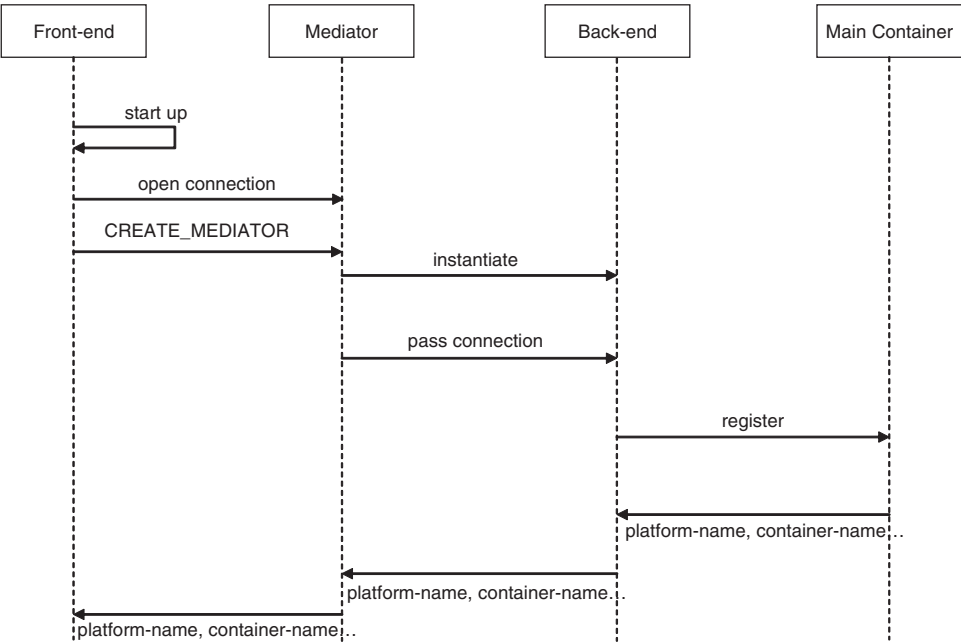 Front-end
Mediator
Back-end
Main Container
start up
open connection
CREATE_MEDIATOR
instantiate
pass connection
register
platform-name, container-name…
platform-name, container-name…
platform-name, container-name…